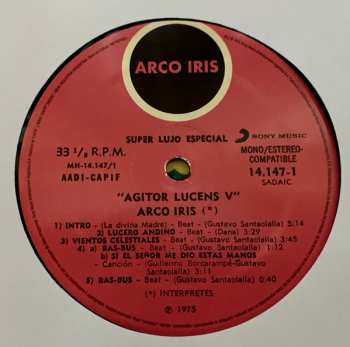 ARCO IRIS
SUPER LUJO ESPECIAL
33 1/3 R.P.M.
MH-14.147/1
AADI-CAPIF
SONY MUSIC
MONO/ESTEREO-
COMPATIBLE
14.147-1
SADAIC
"AGITOR LUCENS V"
ARCO IRIS (*)
1) INTRO - (La divina Madre) - Beat - (Gustavo Santaolalla) 5:14
2) LUCERO ANDINO - Beat - (Dana) 3:29
3) VIENTOS CELESTIALES - Beat - (Gustavo Santaolalla) 3:45
4) a) BAS-BUS - Beat - (Gustavo Santaolalla) 1:12
b) SI EL SEÑOR ME DIO ESTAS MANOS
- Canción - (Guillermo Bordarampé-Gustavo
Santaolalla) 3:11
5) BAS-BUS - Beat - (Gustavo Santaolalla) 0:40
(*) INTERPRETES
℗ 1975